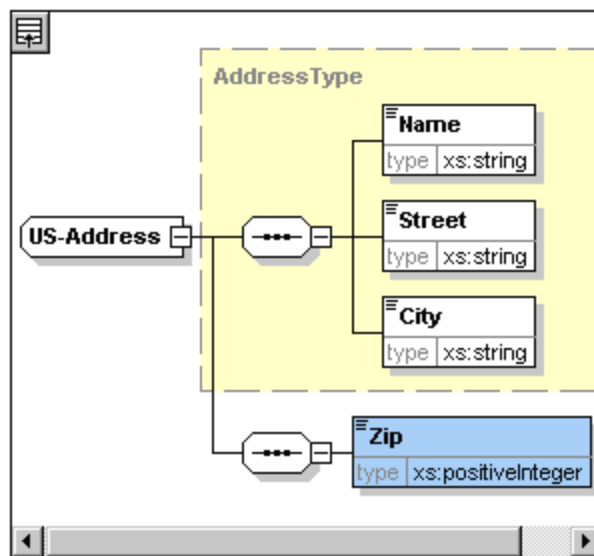 AddressType
Name
type xs:string
US-Address
Street
type xs:string
City
type xs:string
Zip
type xs:positiveInteger